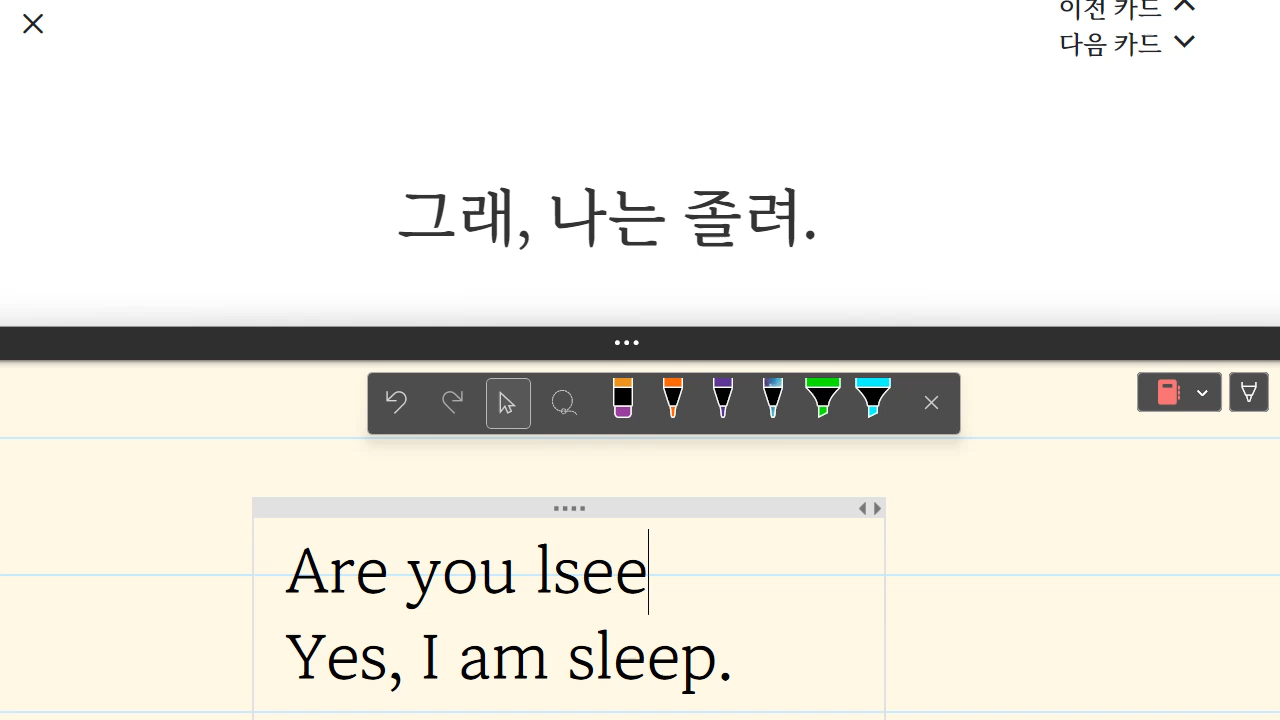 이전 카드
다음 카드
그래, 나는 졸려.
Are you lsee
Yes, I am sleep.